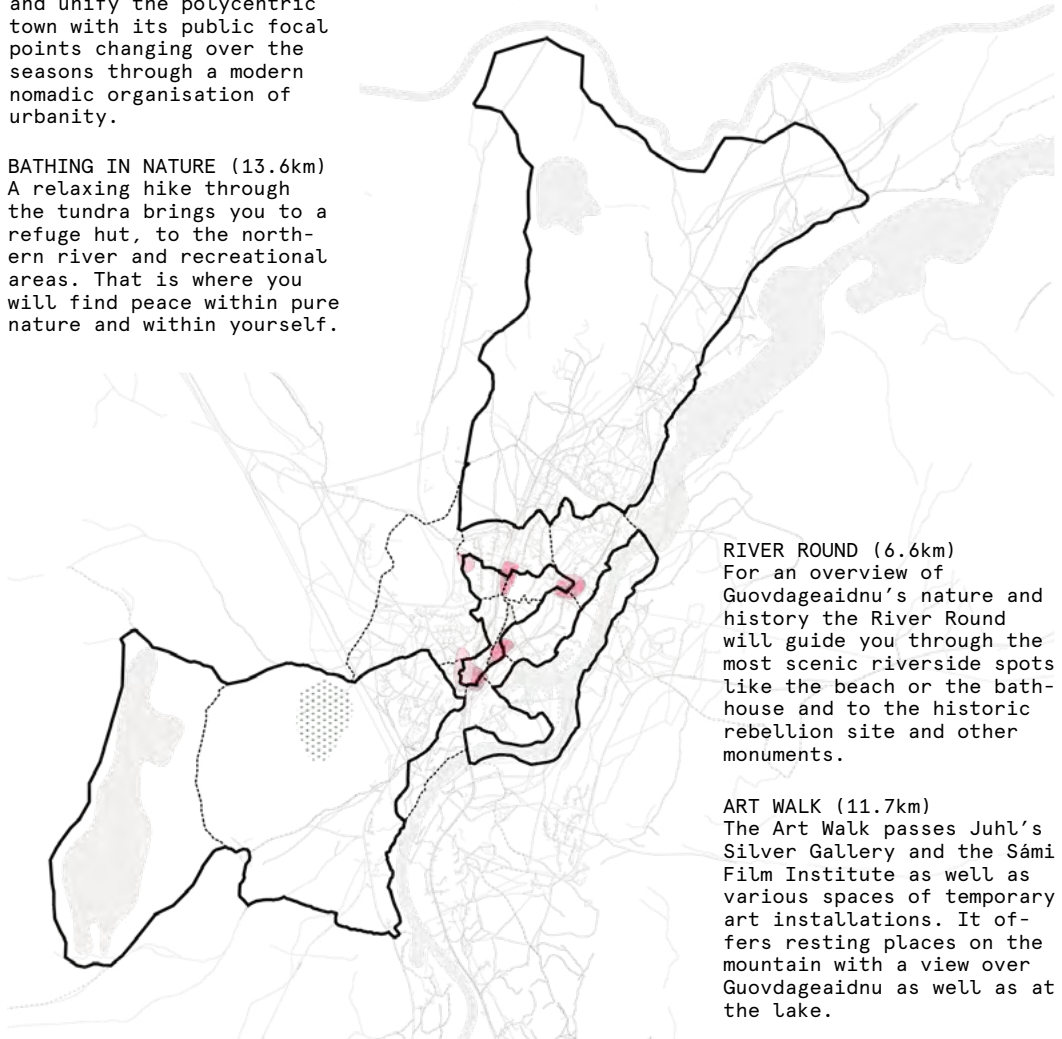 and unify the polycentric
town with its public focal
points changing over the
seasons through a modern
nomadic organisation of
urbanity.
BATHING IN NATURE (13.6km)
A relaxing hike through
the tundra brings you to a
refuge hut, to the north-
ern river and recreational
areas. That is where you
will find peace within pure
nature and within yourself.
RIVER ROUND (6.6km)
For an overview of
Guovdageaidnu's nature and
history the River Round
will guide you through the
most scenic riverside spots
like the beach or the bath-
house and to the historic
rebellion site and other
monuments.
ART WALK (11.7km)
The Art Walk passes Juhl's
Silver Gallery and the Sámi
Film Institute as well as
various spaces of temporary
art installations. It of-
fers resting places on the
mountain with a view over
Guovdageaidnu as well as at
the lake.